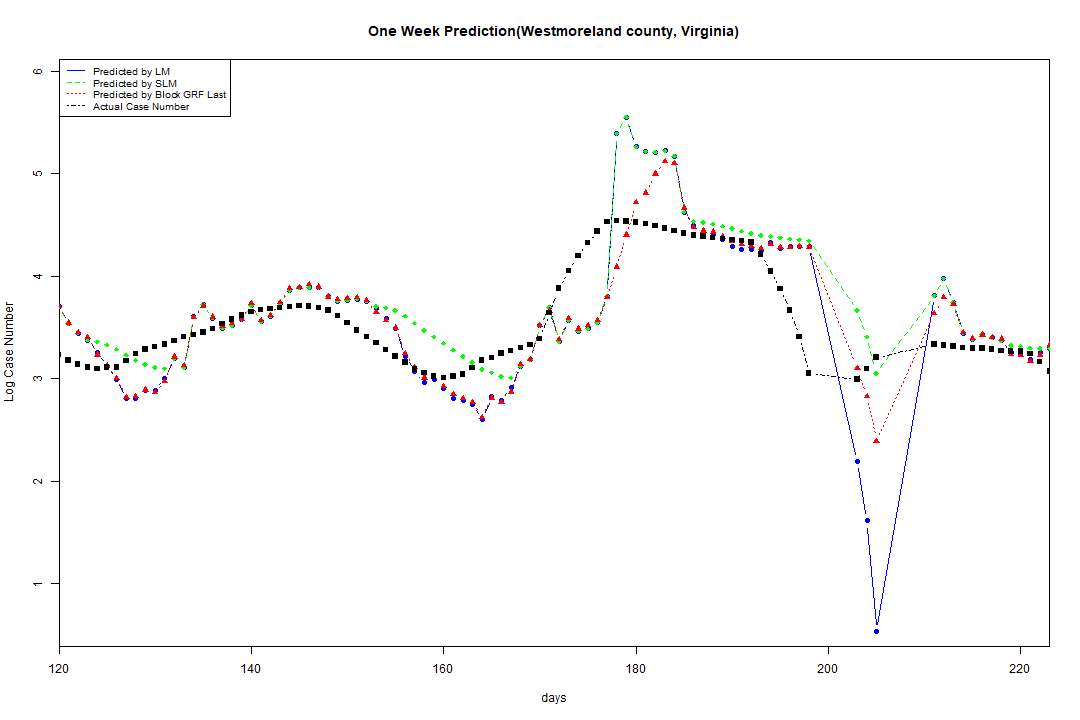 One Week Prediction(Westmoreland county, Virginia)
Predicted by LM
Predicted by SLM
Predicted by Block GRF Last
Actual Case Number
6
5
4
3
2
1
Log Case Number
120 140 160 180 200 220
days